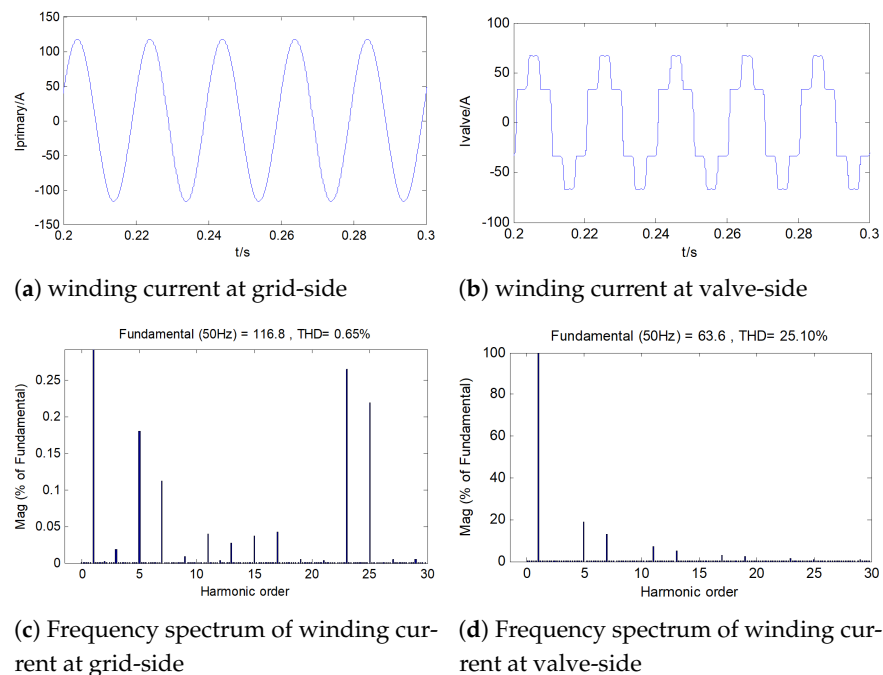 150
100
50
0
-50
-100
-150
Iprimary/A
0.2 0.22 0.24 0.26 0.28 0.3
t/s
(a) winding current at grid-side
100
50
0
-50
-100
Ivalve/A
0.2 0.22 0.24 0.26 0.28 0.3
t/s
(b) winding current at valve-side
Fundamental (50Hz) = 116.8 , THD= 0.65%
0.25
0.2
0.15
0.1
0.05
0
Mag (% of Fundamental)
0 5 10 15 20 25 30
Harmonic order
(c) Frequency spectrum of winding cur-
rent at grid-side
Fundamental (50Hz) = 63.6 , THD= 25.10%
100
80
60
40
20
0
Mag (% of Fundamental)
0 5 10 15 20 25 30
Harmonic order
(d) Frequency spectrum of winding cur-
rent at valve-side